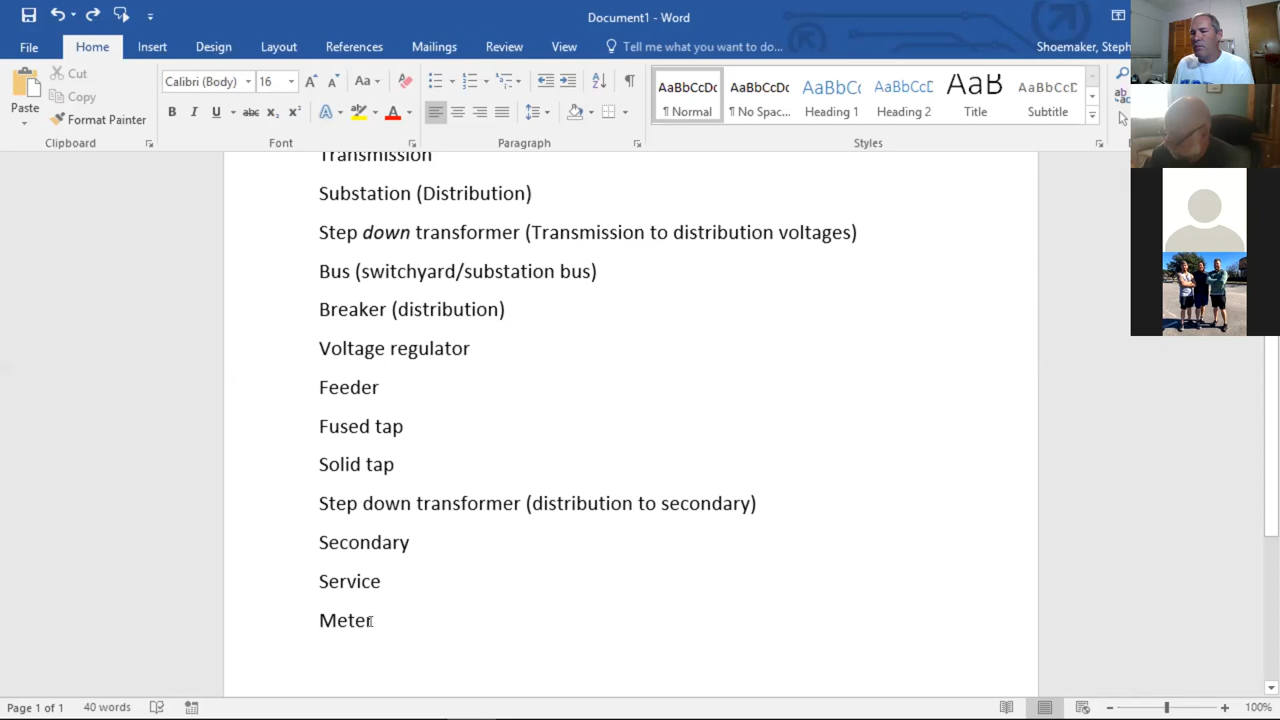 Document1 - Word
File Home Insert Design Layout References Mailings Review View Tell me what you want to do... Shoemaker, Steph
Paste
Cut
Copy
Format Painter
Clipboard
Calibri (Body) 16
Font
Paragraph
AaBbCcDc AaBbCcDc AaBbCc AaBbCcD AaB AaBbCcD
¶ Normal ¶ No Spac... Heading 1 Heading 2 Title Subtitle
Styles
Transmission
Substation (Distribution)
Step down transformer (Transmission to distribution voltages)
Bus (switchyard/substation bus)
Breaker (distribution)
Voltage regulator
Feeder
Fused tap
Solid tap
Step down transformer (distribution to secondary)
Secondary
Service
Meter
Page 1 of 1 40 words 100%